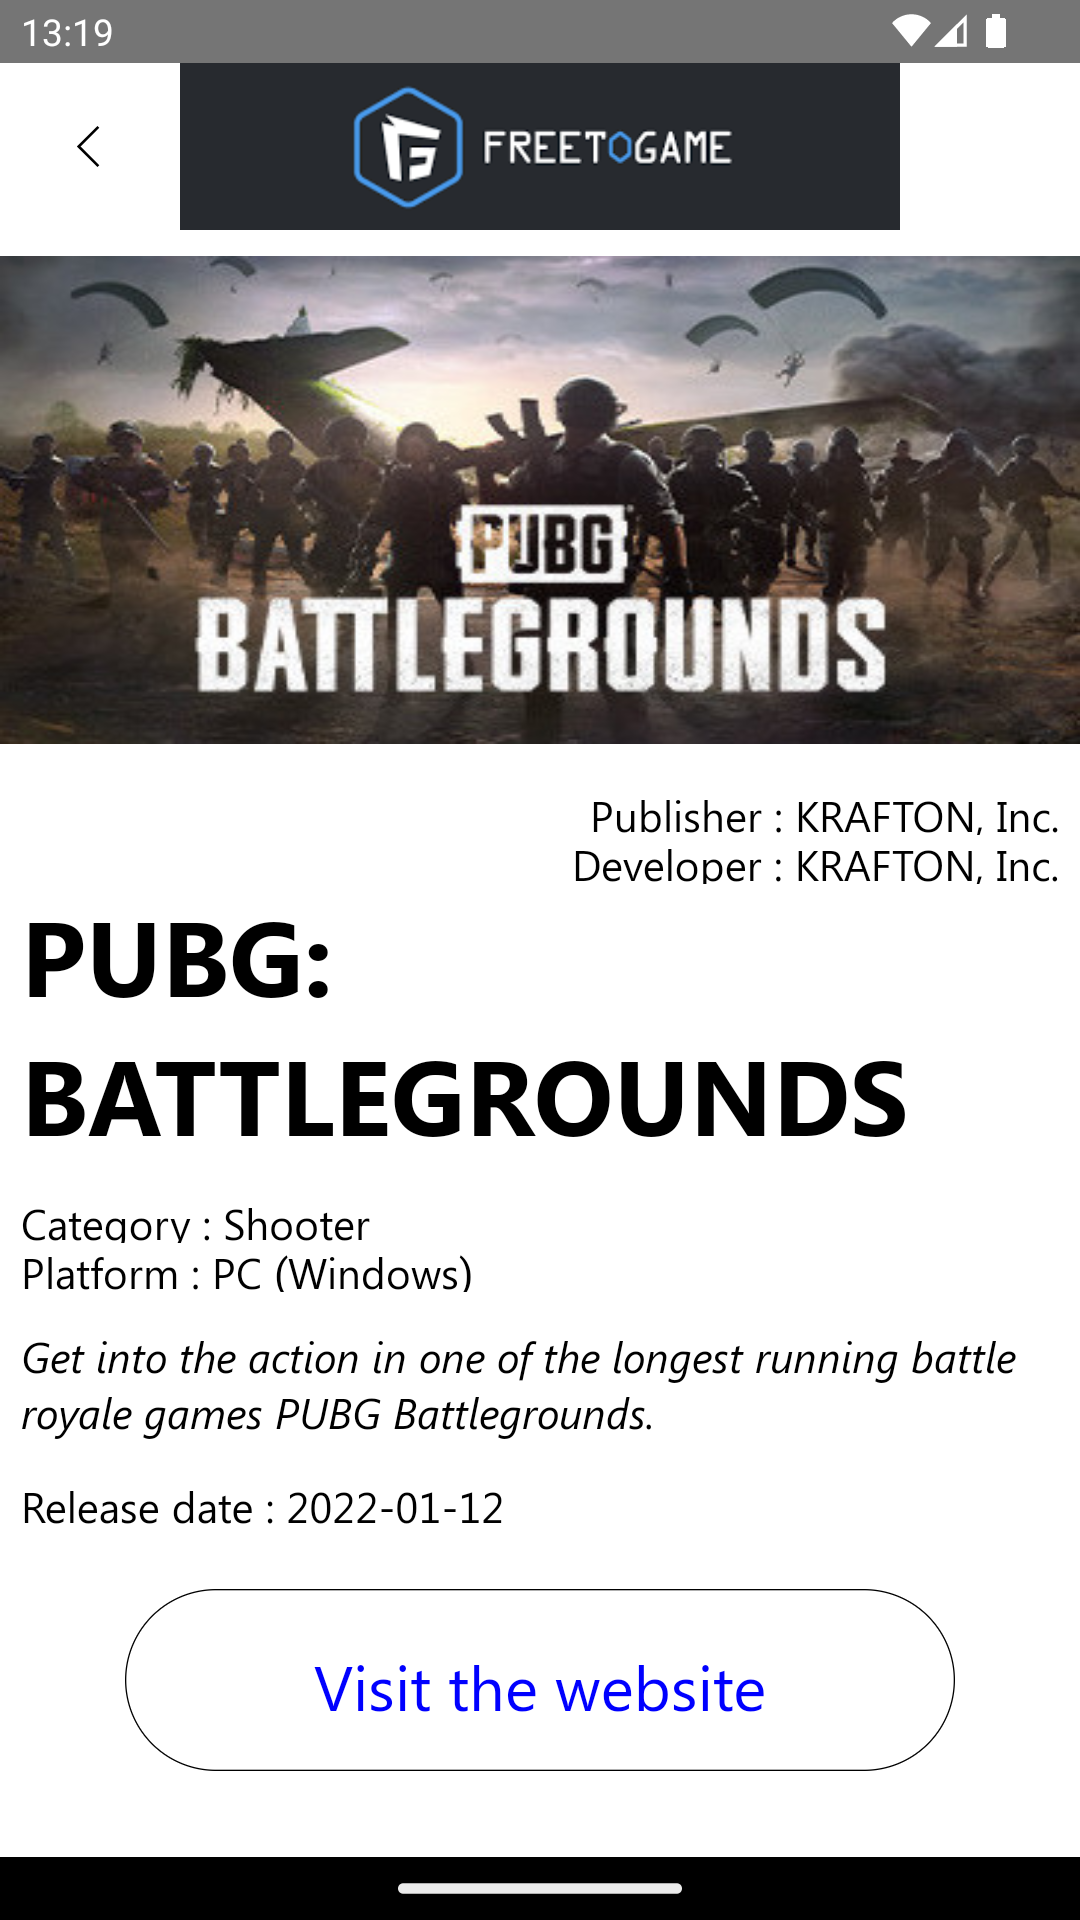 13:19
FREETOGAME
PUBG
BATTLEGROUNDS
Publisher : KRAFTON, Inc.
Developer : KRAFTON, Inc.
PUBG:
BATTLEGROUNDS
Category : Shooter
Platform : PC (Windows)
Get into the action in one of the longest running battle
royale games PUBG Battlegrounds.
Release date : 2022-01-12
Visit the website